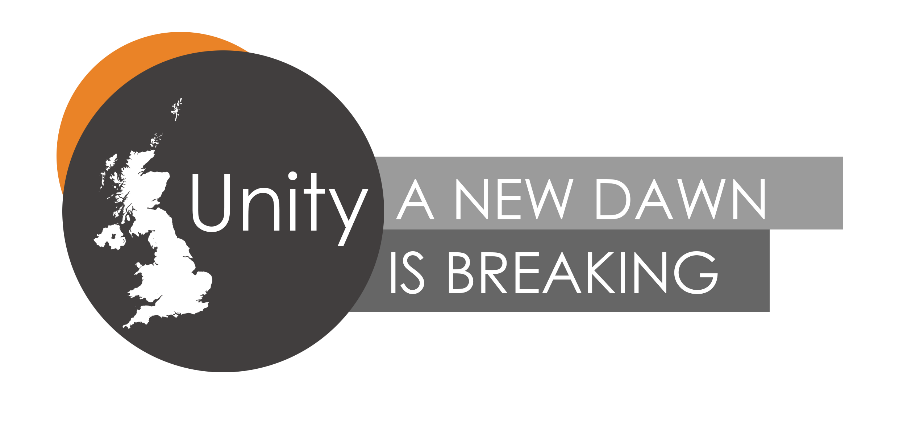 Unity
A NEW DAWN
IS BREAKING